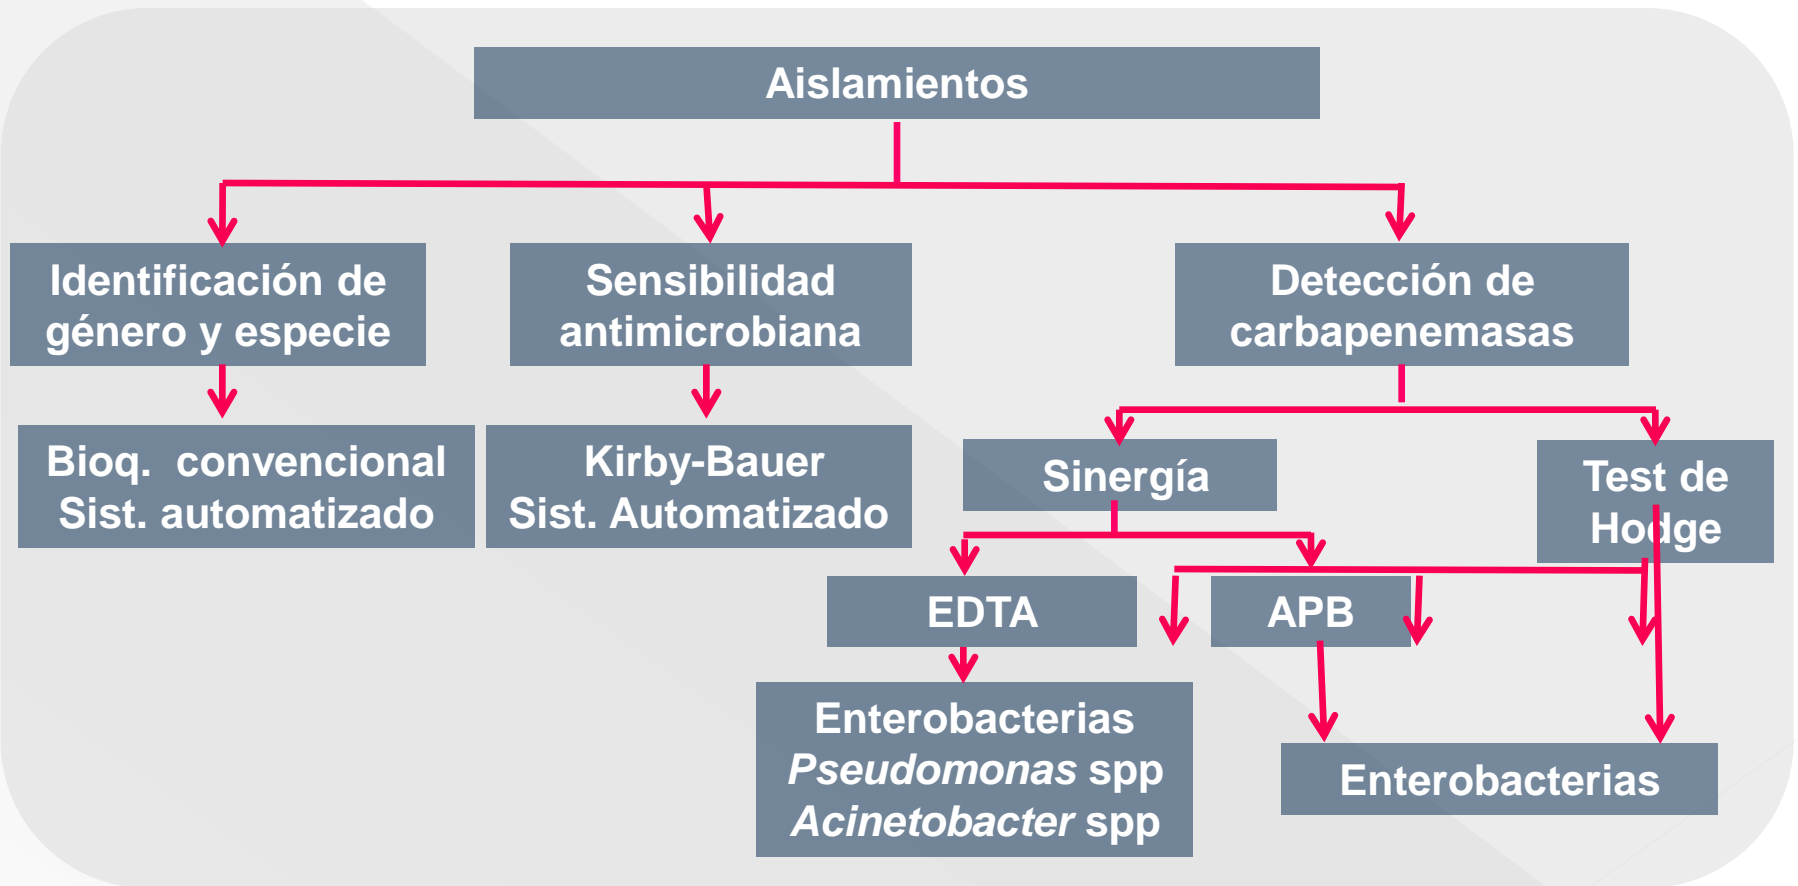 Aislamientos
Identificación de
género y especie
Sensibilidad
antimicrobiana
Detección de
carbapenemasas
Bioq. convencional
Sist. automatizado
Kirby-Bauer
Sist. Automatizado
Sinergía
Test de
Hodge
EDTA
APB
Enterobacterias
Pseudomonas spp
Acinetobacter spp
Enterobacterias